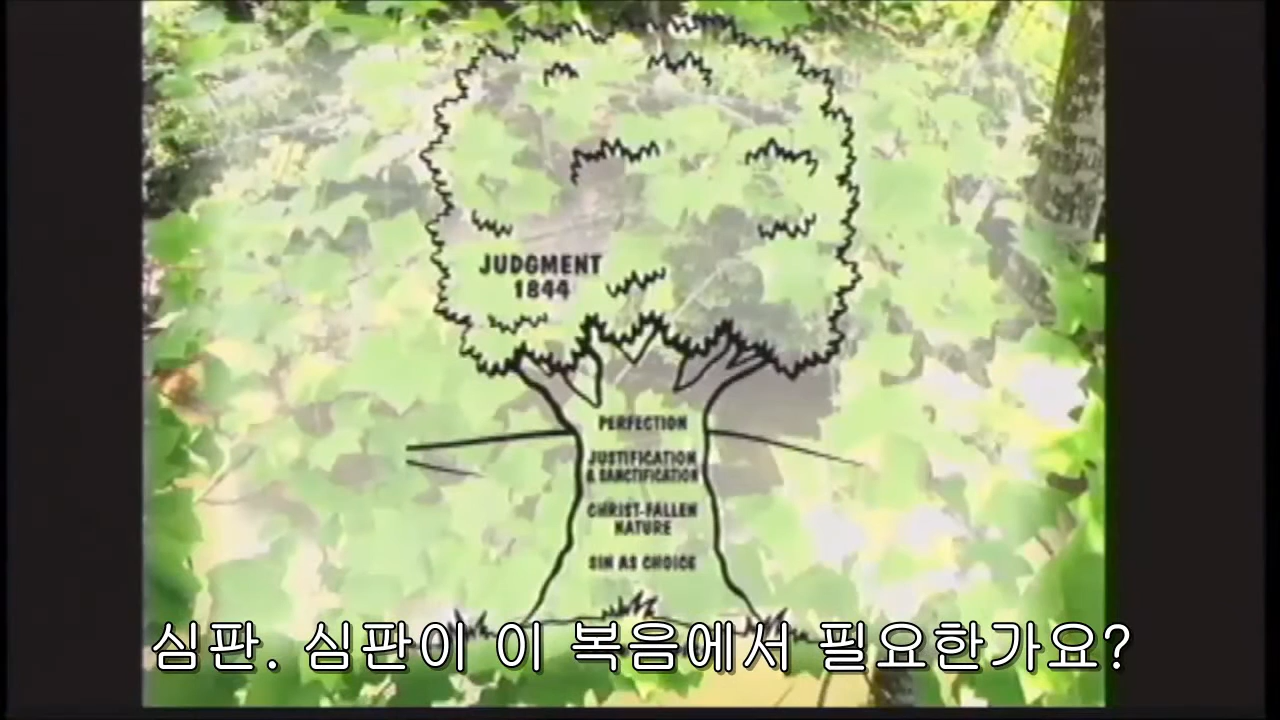 JUDGMENT
1844
PERFECTION
JUSTIFICATION
& SANCTIFICATION
CHRIST-FALLEN
NATURE
SIN AS CHOICE
심판. 심판이 이 복음에서 필요한가요?